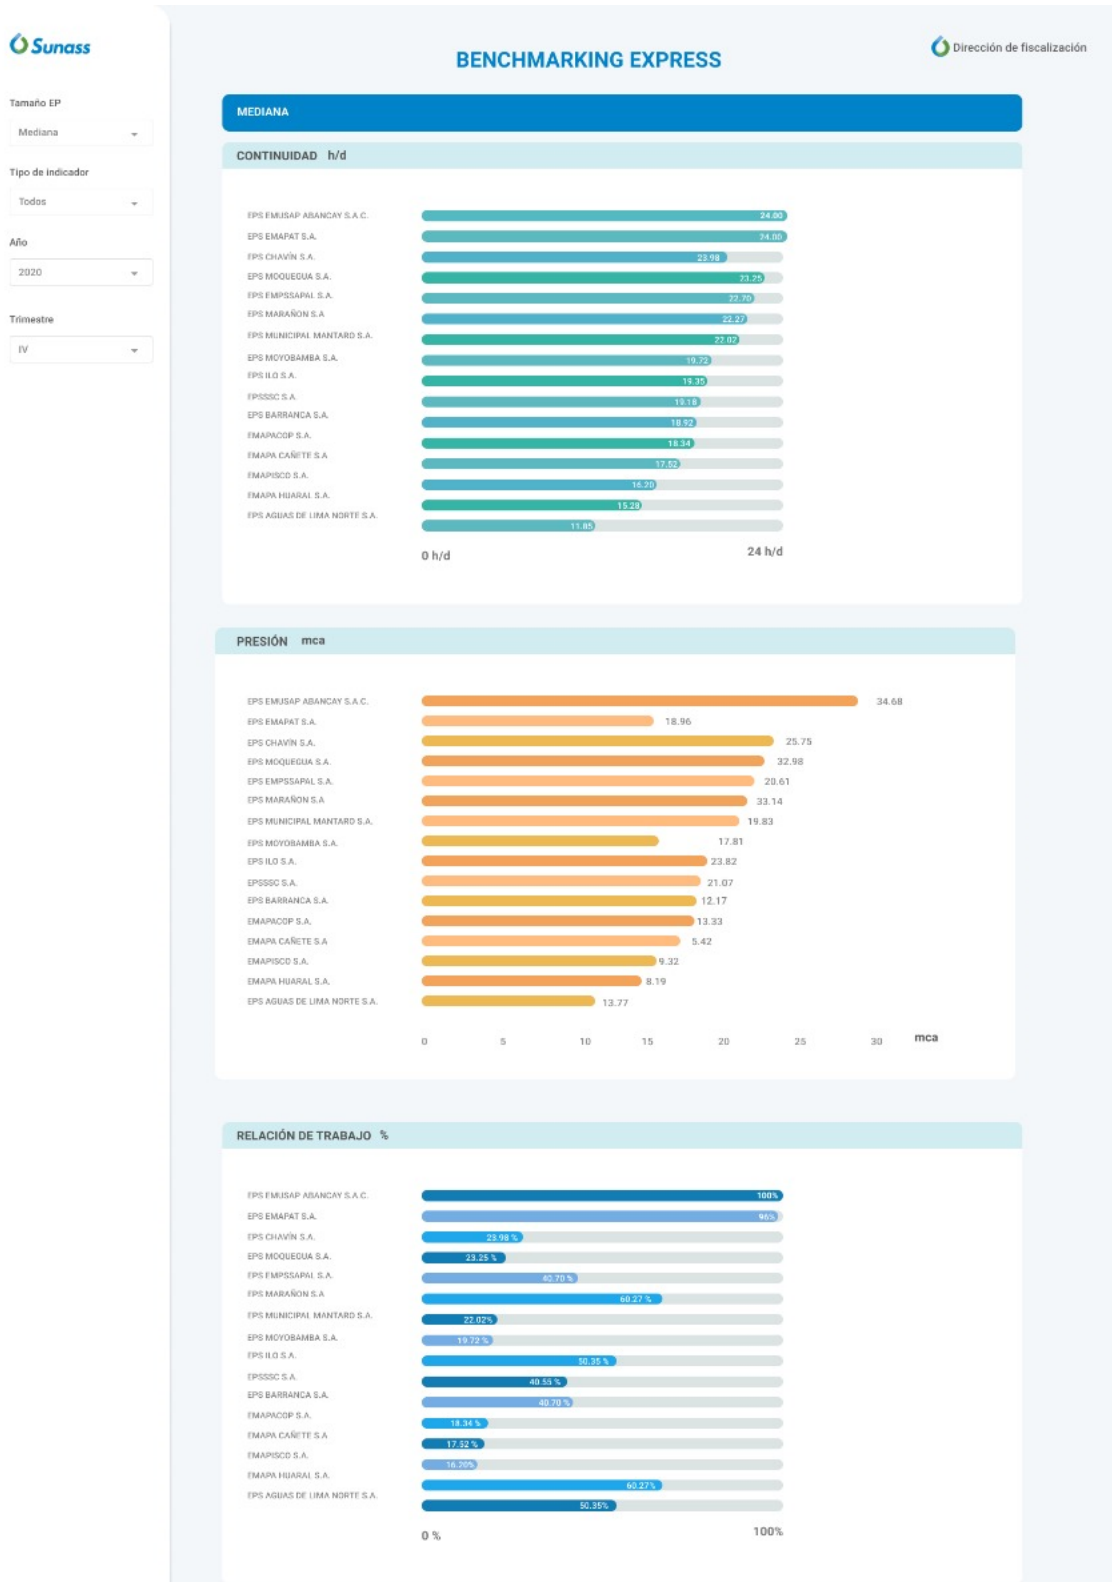 Sunass
BENCHMARKING EXPRESS
Dirección de fiscalización
Tamaño EP
Mediana
Tipo de indicador
Todos
Año
2020
Trimestre
IV
MEDIANA
CONTINUIDAD h/d
EPS EMUSAP ABANCAY S.A.C. 24.00
EPS EMAPAT S.A. 24.00
EPS CHAVÍN S.A. 23.98
EPS MOQUEGUA S.A. 23.25
EPS EMPSSAPAL S.A. 22.70
EPS MARAÑON S.A 22.27
EPS MUNICIPAL MANTARO S.A. 22.02
EPS MOYOBAMBA S.A. 19.72
EPS ILO S.A. 19.35
EPSSSC S.A. 19.18
EPS BARRANCA S.A. 18.92
EMAPACOP S.A. 18.34
EMAPA CAÑETE S.A 17.52
EMAPISCO S.A. 16.20
EMAPA HUARAL S.A. 15.28
EPS AGUAS DE LIMA NORTE S.A. 11.85
0 h/d 24 h/d
PRESIÓN mca
EPS EMUSAP ABANCAY S.A.C. 34.68
EPS EMAPAT S.A. 18.96
EPS CHAVÍN S.A. 25.75
EPS MOQUEGUA S.A. 32.98
EPS EMPSSAPAL S.A. 20.61
EPS MARAÑON S.A 33.14
EPS MUNICIPAL MANTARO S.A. 19.83
EPS MOYOBAMBA S.A. 17.81
EPS ILO S.A. 23.82
EPSSSC S.A. 21.07
EPS BARRANCA S.A. 12.17
EMAPACOP S.A. 13.33
EMAPA CAÑETE S.A 5.42
EMAPISCO S.A. 9.32
EMAPA HUARAL S.A. 8.19
EPS AGUAS DE LIMA NORTE S.A. 13.77
0 5 10 15 20 25 30 mca
RELACIÓN DE TRABAJO %
EPS EMUSAP ABANCAY S.A.C. 100%
EPS EMAPAT S.A. 96%
EPS CHAVÍN S.A. 23.98 %
EPS MOQUEGUA S.A. 23.25 %
EPS EMPSSAPAL S.A. 40.70 %
EPS MARAÑON S.A 60.27 %
EPS MUNICIPAL MANTARO S.A. 22.02%
EPS MOYOBAMBA S.A. 19.72 %
EPS ILO S.A. 50.35 %
EPSSSC S.A. 40.55 %
EPS BARRANCA S.A. 40.70 %
EMAPACOP S.A. 18.34 %
EMAPA CAÑETE S.A 17.52 %
EMAPISCO S.A. 16.20%
EMAPA HUARAL S.A. 60.27%
EPS AGUAS DE LIMA NORTE S.A. 50.35%
0 % 100%